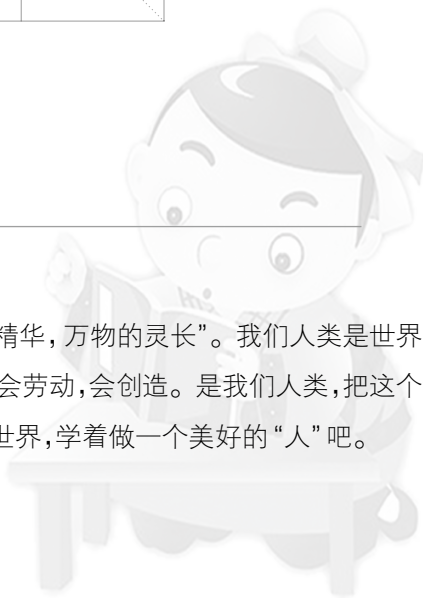 精华，万物的灵长”。我们人类是世界
会劳动，会创造。是我们人类，把这个
世界，学着做一个美好的“人”吧。